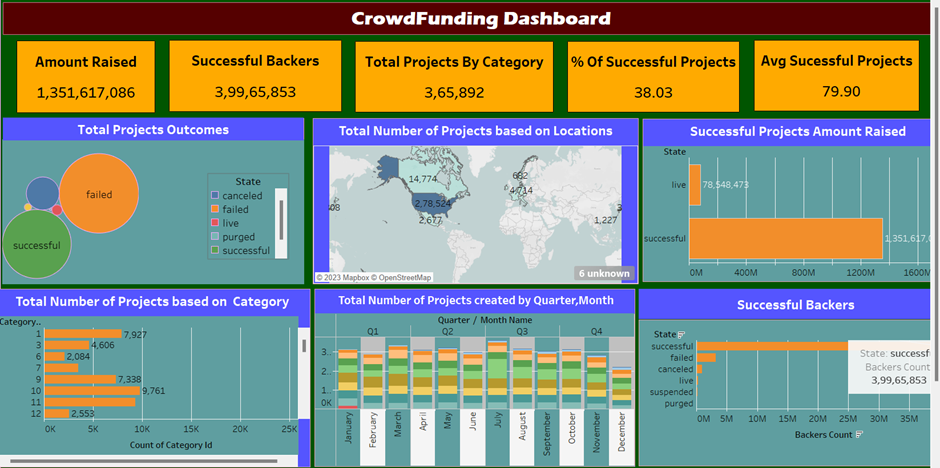 CrowdFunding Dashboard
Amount Raised
1,351,617,086
Successful Backers
3,99,65,853
Total Projects By Category
3,65,892
% Of Successful Projects
38.03
Avg Sucessful Projects
79.90
Total Projects Outcomes
failed
successful
State
canceled
failed
live
purged
successful
Total Number of Projects based on Locations
14,774
682
4,714
2,78,524
2,677
08
1,227
3
© 2023 Mapbox © OpenStreetMap
6 unknown
Successful Projects Amount Raised
State
live
78,548,473
successful
1,351,617,0
0M 400M 800M 1200M 1600M
Total Number of Projects based on Category
Category..
1 7,927
3 4,606
6 2,084
7
9 7,338
10 9,761
11
12 2,553
0K 5K 10K 15K 20K 25K
Count of Category Id
Total Number of Projects created by Quarter,Month
Quarter / Month Name
Q1 Q2 Q3 Q4
3.
2.
1.
0K
January February March April May June July August September October November December
Successful Backers
State
successful
failed
canceled
live
suspended
purged
State: successf
Backers Count
3,99,65,853
0M 5M 10M 15M 20M 25M 30M 35M
Backers Count